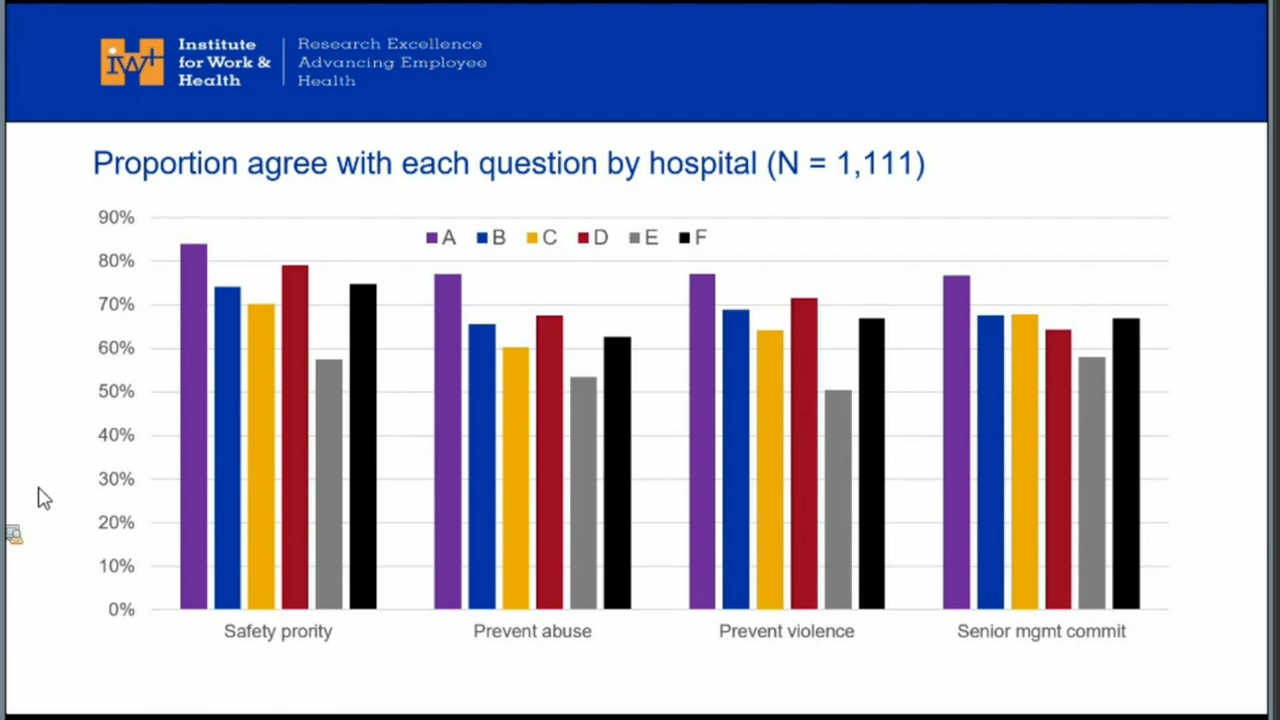 iw+
Institute
for Work &
Health
Research Excellence
Advancing Employee
Health
Proportion agree with each question by hospital (N = 1,111)
A B C D E F
90%
80%
70%
60%
50%
40%
30%
20%
10%
0%
Safety prority Prevent abuse Prevent violence Senior mgmt commit